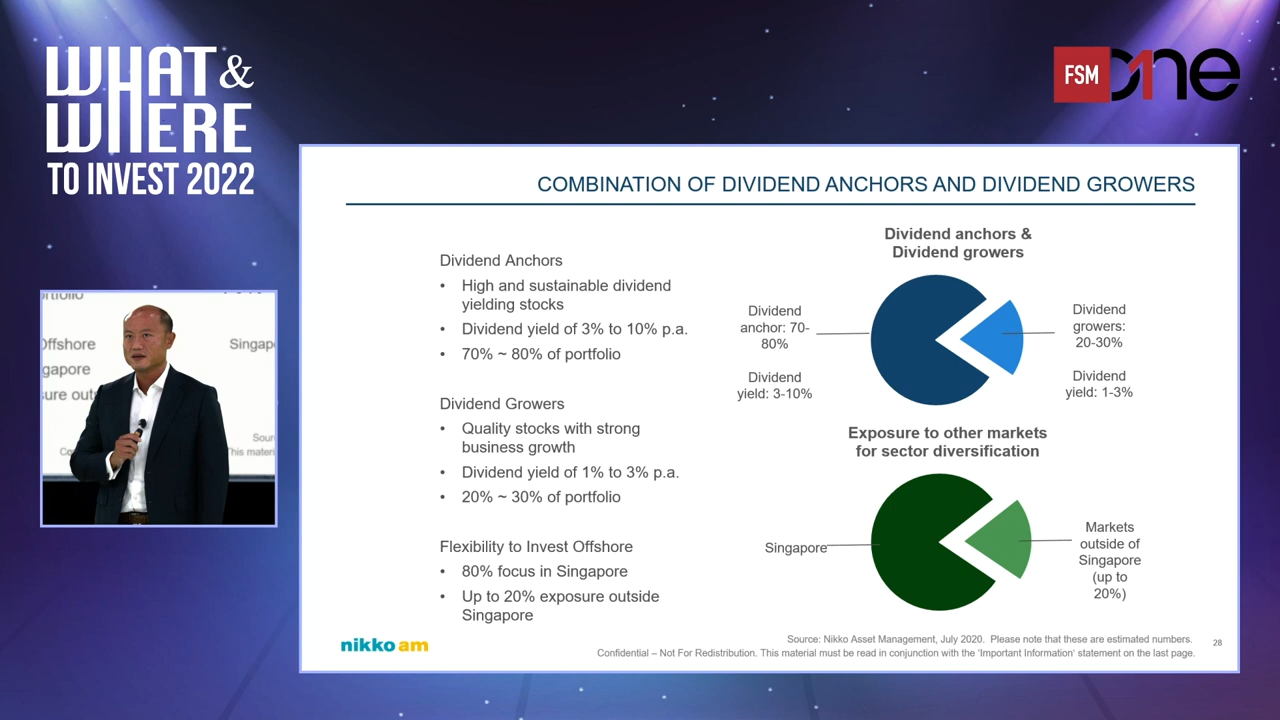 WHAT &
WHERE
TO INVEST 2022
FSM
One
COMBINATION OF DIVIDEND ANCHORS AND DIVIDEND GROWERS
Dividend Anchors
• High and sustainable dividend
yielding stocks
• Dividend yield of 3% to 10% p.a.
• 70% ~ 80% of portfolio
Dividend Growers
• Quality stocks with strong
business growth
• Dividend yield of 1% to 3% p.a.
• 20% ~ 30% of portfolio
Flexibility to Invest Offshore
• 80% focus in Singapore
• Up to 20% exposure outside
Singapore
Dividend anchors &
Dividend growers
Dividend
anchor: 70-
80%
Dividend
yield: 3-10%
Dividend
growers:
20-30%
Dividend
yield: 1-3%
Exposure to other markets
for sector diversification
Singapore
Markets
outside of
Singapore
(up to
20%)
nikko am
Source: Nikko Asset Management, July 2020. Please note that these are estimated numbers.
Confidential – Not For Redistribution. This material must be read in conjunction with the 'Important Information' statement on the last page.
28
Offshore
gapore
sure out
Singap
Sour
This materi